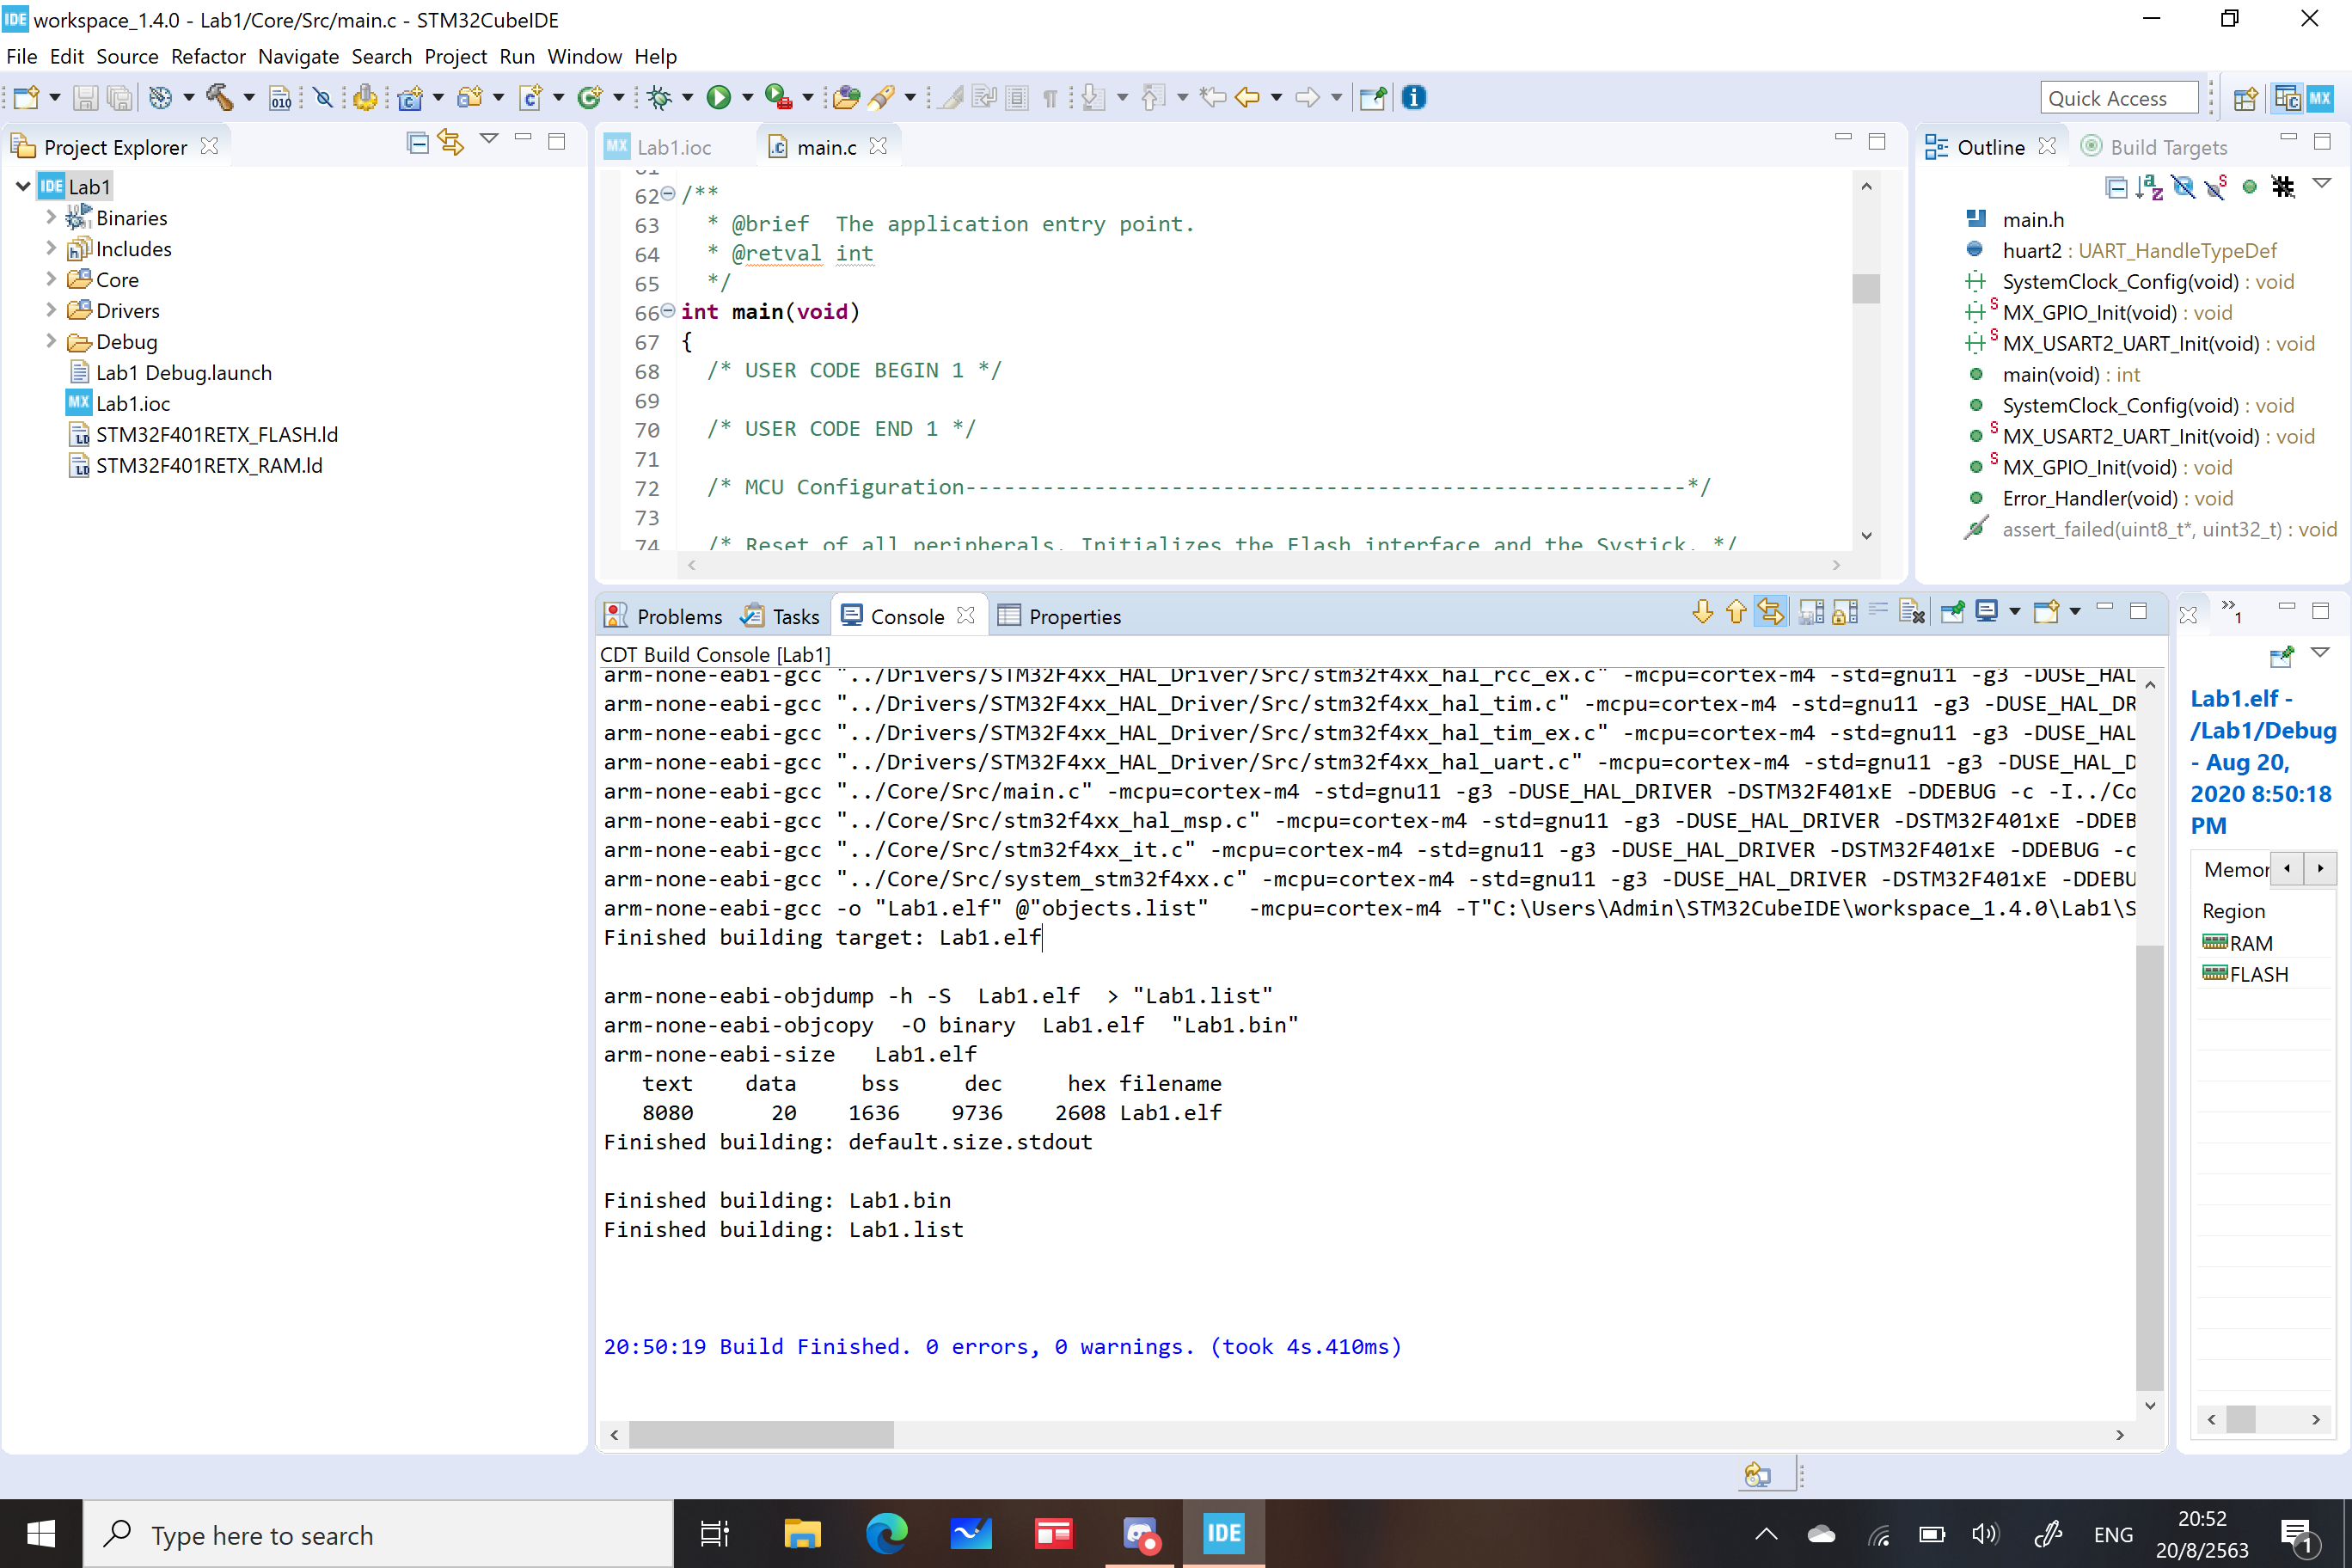 IDE workspace_1.4.0 - Lab1/Core/Src/main.c - STM32CubeIDE
File Edit Source Refactor Navigate Search Project Run Window Help
Quick Access
MX
Project Explorer
IDE Lab1
Binaries
Includes
Core
Drivers
Debug
Lab1 Debug.launch
MX Lab1.ioc
STM32F401RETX_FLASH.ld
STM32F401RETX_RAM.ld
MX Lab1.ioc main.c
61
62 /**
63 * @brief The application entry point.
64 * @retval int
65 */
66 int main(void)
67 {
68 /* USER CODE BEGIN 1 */
69
70 /* USER CODE END 1 */
71
72 /* MCU Configuration--------------------------------------------------------*/
73
74 /* Reset of all peripherals, Initializes the Flash interface and the Systick. */
Outline Build Targets
main.h
huart2 : UART_HandleTypeDef
SystemClock_Config(void) : void
MX_GPIO_Init(void) : void
MX_USART2_UART_Init(void) : void
main(void) : int
SystemClock_Config(void) : void
MX_USART2_UART_Init(void) : void
MX_GPIO_Init(void) : void
Error_Handler(void) : void
assert_failed(uint8_t*, uint32_t) : void
Problems Tasks Console Properties
CDT Build Console [Lab1]
arm-none-eabi-gcc "../Drivers/STM32F4xx_HAL_Driver/Src/stm32f4xx_hal_rcc_ex.c" -mcpu=cortex-m4 -std=gnu11 -g3 -DUSE_HAL
arm-none-eabi-gcc "../Drivers/STM32F4xx_HAL_Driver/Src/stm32f4xx_hal_tim.c" -mcpu=cortex-m4 -std=gnu11 -g3 -DUSE_HAL_DR
arm-none-eabi-gcc "../Drivers/STM32F4xx_HAL_Driver/Src/stm32f4xx_hal_tim_ex.c" -mcpu=cortex-m4 -std=gnu11 -g3 -DUSE_HAL
arm-none-eabi-gcc "../Drivers/STM32F4xx_HAL_Driver/Src/stm32f4xx_hal_uart.c" -mcpu=cortex-m4 -std=gnu11 -g3 -DUSE_HAL_D
arm-none-eabi-gcc "../Core/Src/main.c" -mcpu=cortex-m4 -std=gnu11 -g3 -DUSE_HAL_DRIVER -DSTM32F401xE -DDEBUG -c -I../Co
arm-none-eabi-gcc "../Core/Src/stm32f4xx_hal_msp.c" -mcpu=cortex-m4 -std=gnu11 -g3 -DUSE_HAL_DRIVER -DSTM32F401xE -DDEB
arm-none-eabi-gcc "../Core/Src/stm32f4xx_it.c" -mcpu=cortex-m4 -std=gnu11 -g3 -DUSE_HAL_DRIVER -DSTM32F401xE -DDEBUG -c
arm-none-eabi-gcc "../Core/Src/system_stm32f4xx.c" -mcpu=cortex-m4 -std=gnu11 -g3 -DUSE_HAL_DRIVER -DSTM32F401xE -DDEBU
arm-none-eabi-gcc -o "Lab1.elf" @"objects.list" -mcpu=cortex-m4 -T"C:\Users\Admin\STM32CubeIDE\workspace_1.4.0\Lab1\S
Finished building target: Lab1.elf
arm-none-eabi-objdump -h -S Lab1.elf > "Lab1.list"
arm-none-eabi-objcopy -O binary Lab1.elf "Lab1.bin"
arm-none-eabi-size Lab1.elf
text data bss dec hex filename
8080 20 1636 9736 2608 Lab1.elf
Finished building: default.size.stdout
Finished building: Lab1.bin
Finished building: Lab1.list
20:50:19 Build Finished. 0 errors, 0 warnings. (took 4s.410ms)
»1
Lab1.elf -
/Lab1/Debug
- Aug 20,
2020 8:50:18
PM
Memor
Region
RAM
FLASH
Type here to search
IDE
ENG
20:52
20/8/2563
1